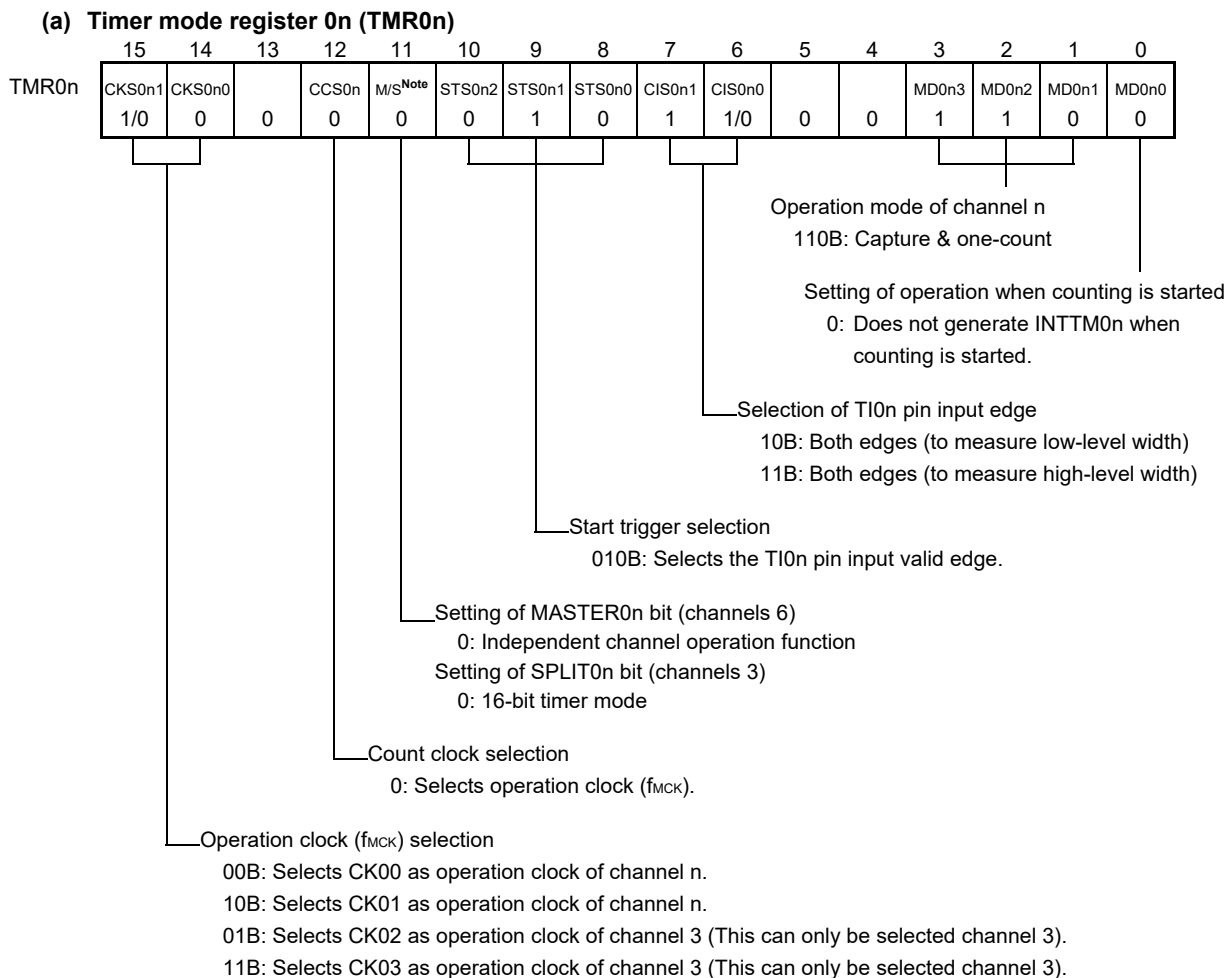 (a) Timer mode register 0n (TMR0n)
15 14 13 12 11 10 9 8 7 6 5 4 3 2 1 0
TMR0n CKS0n1 CKS0n0 CCS0n M/S Note STS0n2 STS0n1 STS0n0 CIS0n1 CIS0n0 MD0n3 MD0n2 MD0n1 MD0n0
1/0 0 0 0 0 0 1 0 1 1/0 0 0 1 1 0 0
Operation mode of channel n
110B: Capture & one-count
Setting of operation when counting is started
0: Does not generate INTTM0n when
counting is started.
Selection of TI0n pin input edge
10B: Both edges (to measure low-level width)
11B: Both edges (to measure high-level width)
Start trigger selection
010B: Selects the TI0n pin input valid edge.
Setting of MASTER0n bit (channels 6)
0: Independent channel operation function
Setting of SPLIT0n bit (channels 3)
0: 16-bit timer mode
Count clock selection
0: Selects operation clock (fMCK).
Operation clock (fMCK) selection
00B: Selects CK00 as operation clock of channel n.
10B: Selects CK01 as operation clock of channel n.
01B: Selects CK02 as operation clock of channel 3 (This can only be selected channel 3).
11B: Selects CK03 as operation clock of channel 3 (This can only be selected channel 3).